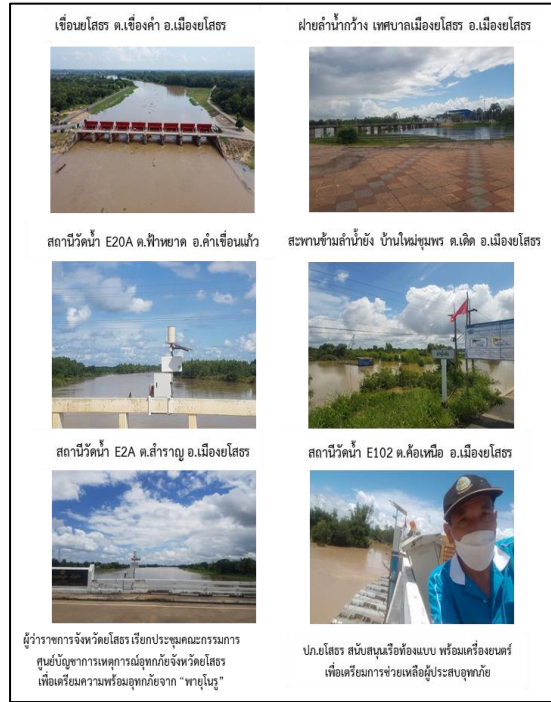 เขื่อนยโสธร ต.เขื่องคำ อ.เมืองยโสธร
ฝายลำน้ำกว้าง เทศบาลเมืองยโสธร อ.เมืองยโสธร
สถานีวัดน้ำ E20A ต.ฟ้าหยาด อ.คำเขื่อนแก้ว
สะพานข้ามลำน้ำยัง บ้านใหม่ชุมพร ต.เดิด อ.เมืองยโสธร
สถานีวัดน้ำ E2A ต.สำราญ อ.เมืองยโสธร
สถานีวัดน้ำ E102 ต.ค้อเหนือ อ.เมืองยโสธร
ผู้ว่าราชการจังหวัดยโสธร เรียกประชุมคณะกรรมการ
ศูนย์บัญชาการเหตุการณ์อุทกภัยจังหวัดยโสธร
เพื่อเตรียมความพร้อมอุทกภัยจาก “พายุโนรู”
ปภ.ยโสธร สนับสนุนเรือท้องแบบ พร้อมเครื่องยนตร์
เพื่อเตรียมการช่วยเหลือผู้ประสบอุทกภัย